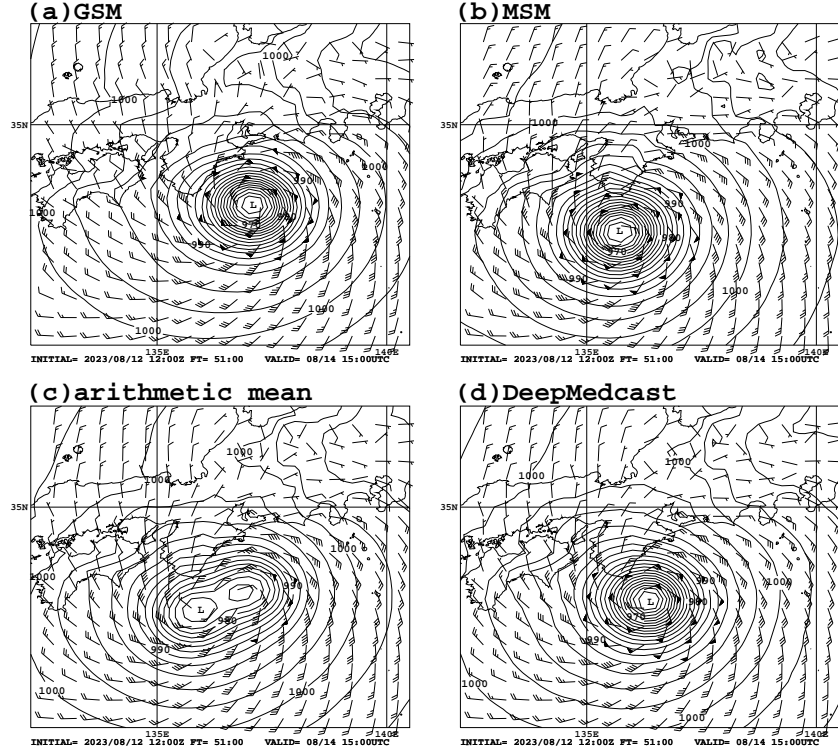 (a)GSM
(b)MSM
1000
35N
1000
1000
35N
1000
1000
990
1000
L
980
970
990
990
L
980
970
990
1000
1000
1000
1000
135E
140E
135E
140E
INITIAL= 2023/08/12 12:00Z FT= 51:00 VALID= 08/14 15:00UTC
INITIAL= 2023/08/12 12:00Z FT= 51:00 VALID= 08/14 15:00UTC
(c)arithmetic mean
(d)DeepMedcast
1000
1000
1000
1000
35N
35N
1000
1000
990
L
980
990
990
1000
L
980
970
990
1000
1000
1000
1000
135E
140E
135E
140E
INITIAL= 2023/08/12 12:00Z FT= 51:00 VALID= 08/14 15:00UTC
INITIAL= 2023/08/12 12:00Z FT= 51:00 VALID= 08/14 15:00UTC